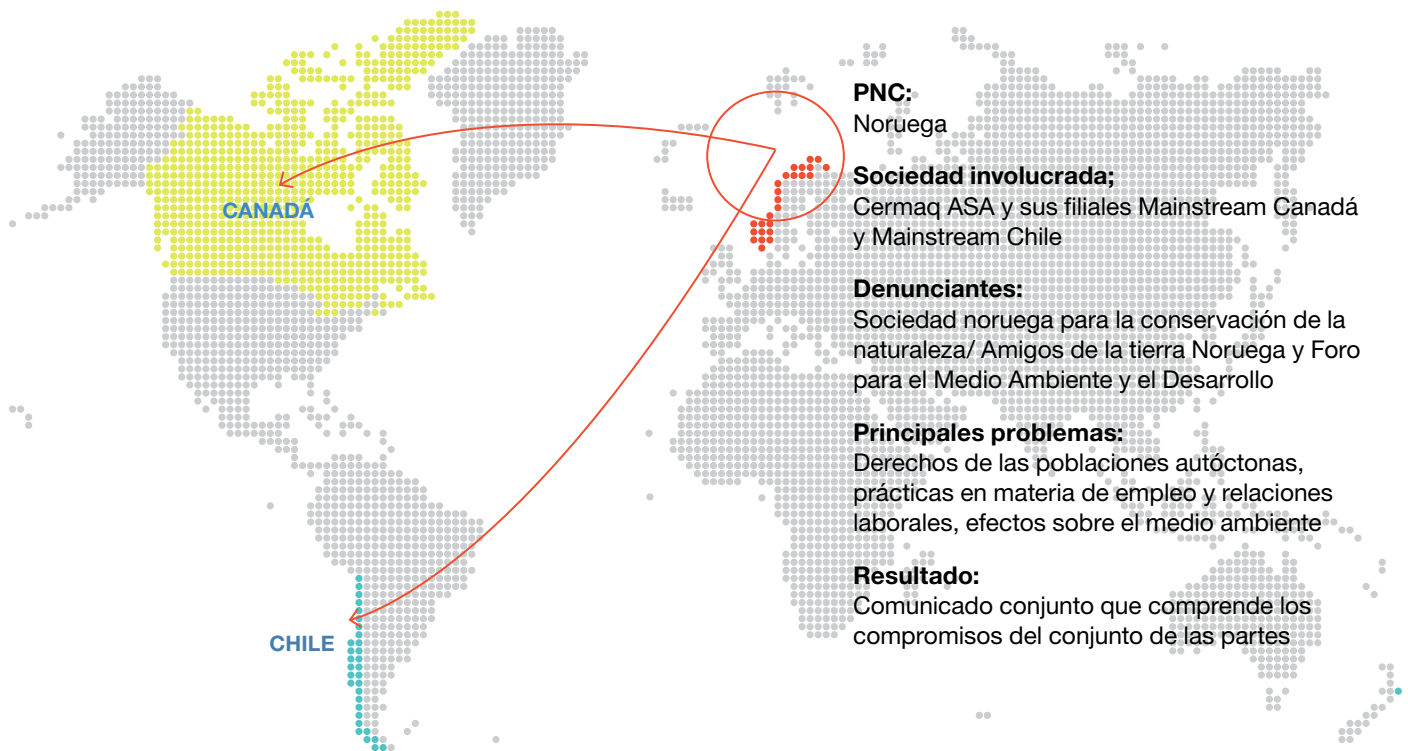 CANADÁ
CHILE
PNC:
Noruega
Sociedad involucrada;
Cermaq ASA y sus filiales Mainstream Canadá
y Mainstream Chile
Denunciantes:
Sociedad noruega para la conservación de la
naturaleza/ Amigos de la tierra Noruega y Foro
para el Medio Ambiente y el Desarrollo
Principales problemas:
Derechos de las poblaciones autóctonas,
prácticas en materia de empleo y relaciones
laborales, efectos sobre el medio ambiente
Resultado:
Comunicado conjunto que comprende los
compromisos del conjunto de las partes